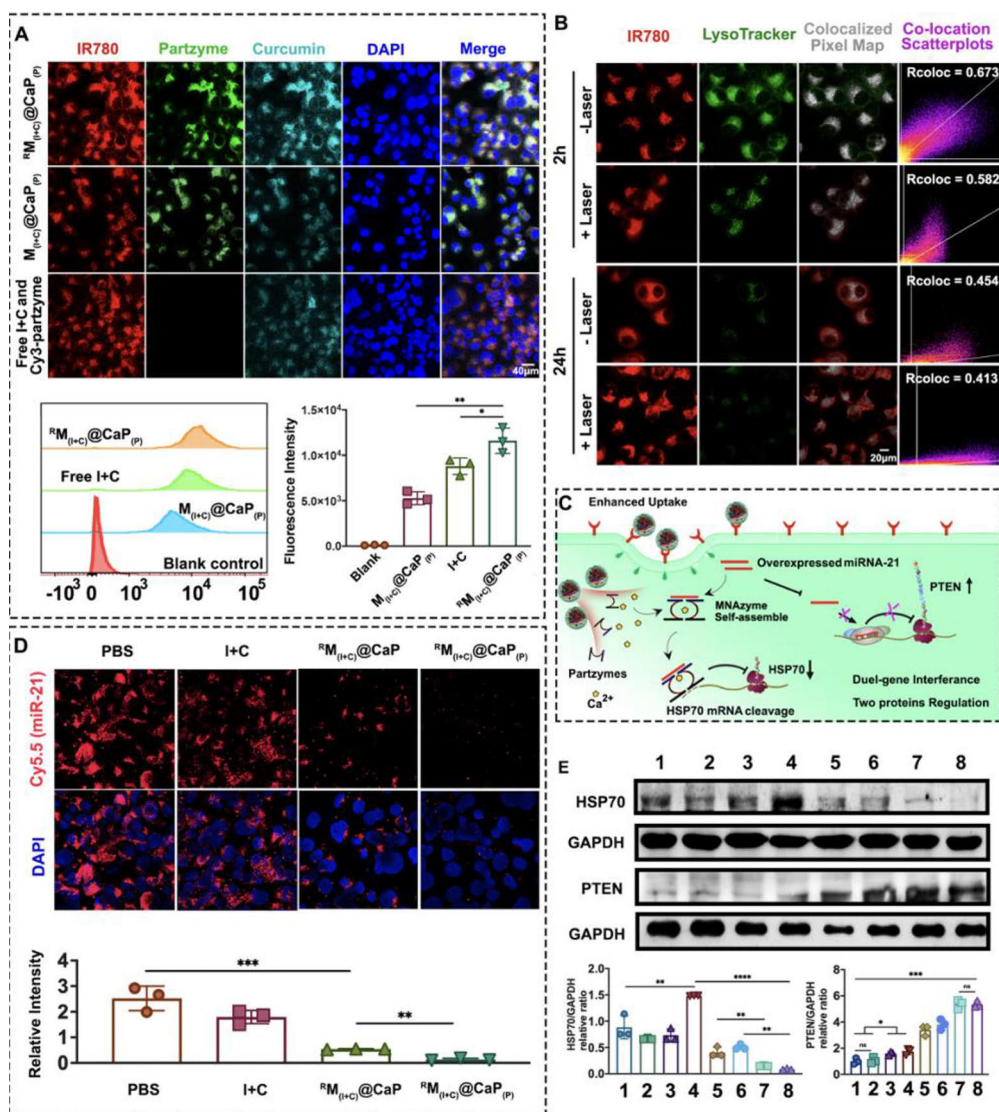 A
IR780 Partzyme Curcumin DAPI Merge
RM(I+C)@CaP(P)
M(I+C)@CaP(P)
Free I+C and
Cy3-partzyme
40μm
RM(I+C)@CaP(P)
Free I+C
M(I+C)@CaP(P)
Blank control
-10³ 0 10³ 10⁴ 10⁵
Fluorescence Intensity
1.5×10⁴
1.0×10⁴
5.0×10³
0.0
**
*
Blank
M(I+C)@CaP(P)
I+C
RM(I+C)@CaP(P)
B
IR780 LysoTracker Colocalized Pixel Map Co-location Scatterplots
2h
-Laser
Rcoloc = 0.673
+ Laser
Rcoloc = 0.582
24h
- Laser
Rcoloc = 0.454
+ Laser
Rcoloc = 0.413
20μm
C
Enhanced Uptake
Overexpressed miRNA-21
PTEN ↑
MNAzyme
Self-assemble
Partzymes
Ca²⁺
HSP70 ↓
HSP70 mRNA cleavage
Duel-gene Interferance
Two proteins Regulation
D
PBS I+C RM(I+C)@CaP RM(I+C)@CaP(P)
Cy5.5 (miR-21)
DAPI
Relative Intensity
4
3
2
1
0
***
**
PBS I+C RM(I+C)@CaP RM(I+C)@CaP(P)
E
1 2 3 4 5 6 7 8
HSP70
GAPDH
PTEN
GAPDH
HSP70/GAPDH
relative ratio
2.0
1.5
1.0
0.5
0.0
** ****
**
**
1 2 3 4 5 6 7 8
PTEN/GAPDH
relative ratio
8
6
4
2
0
***
ns
*
ns
1 2 3 4 5 6 7 8